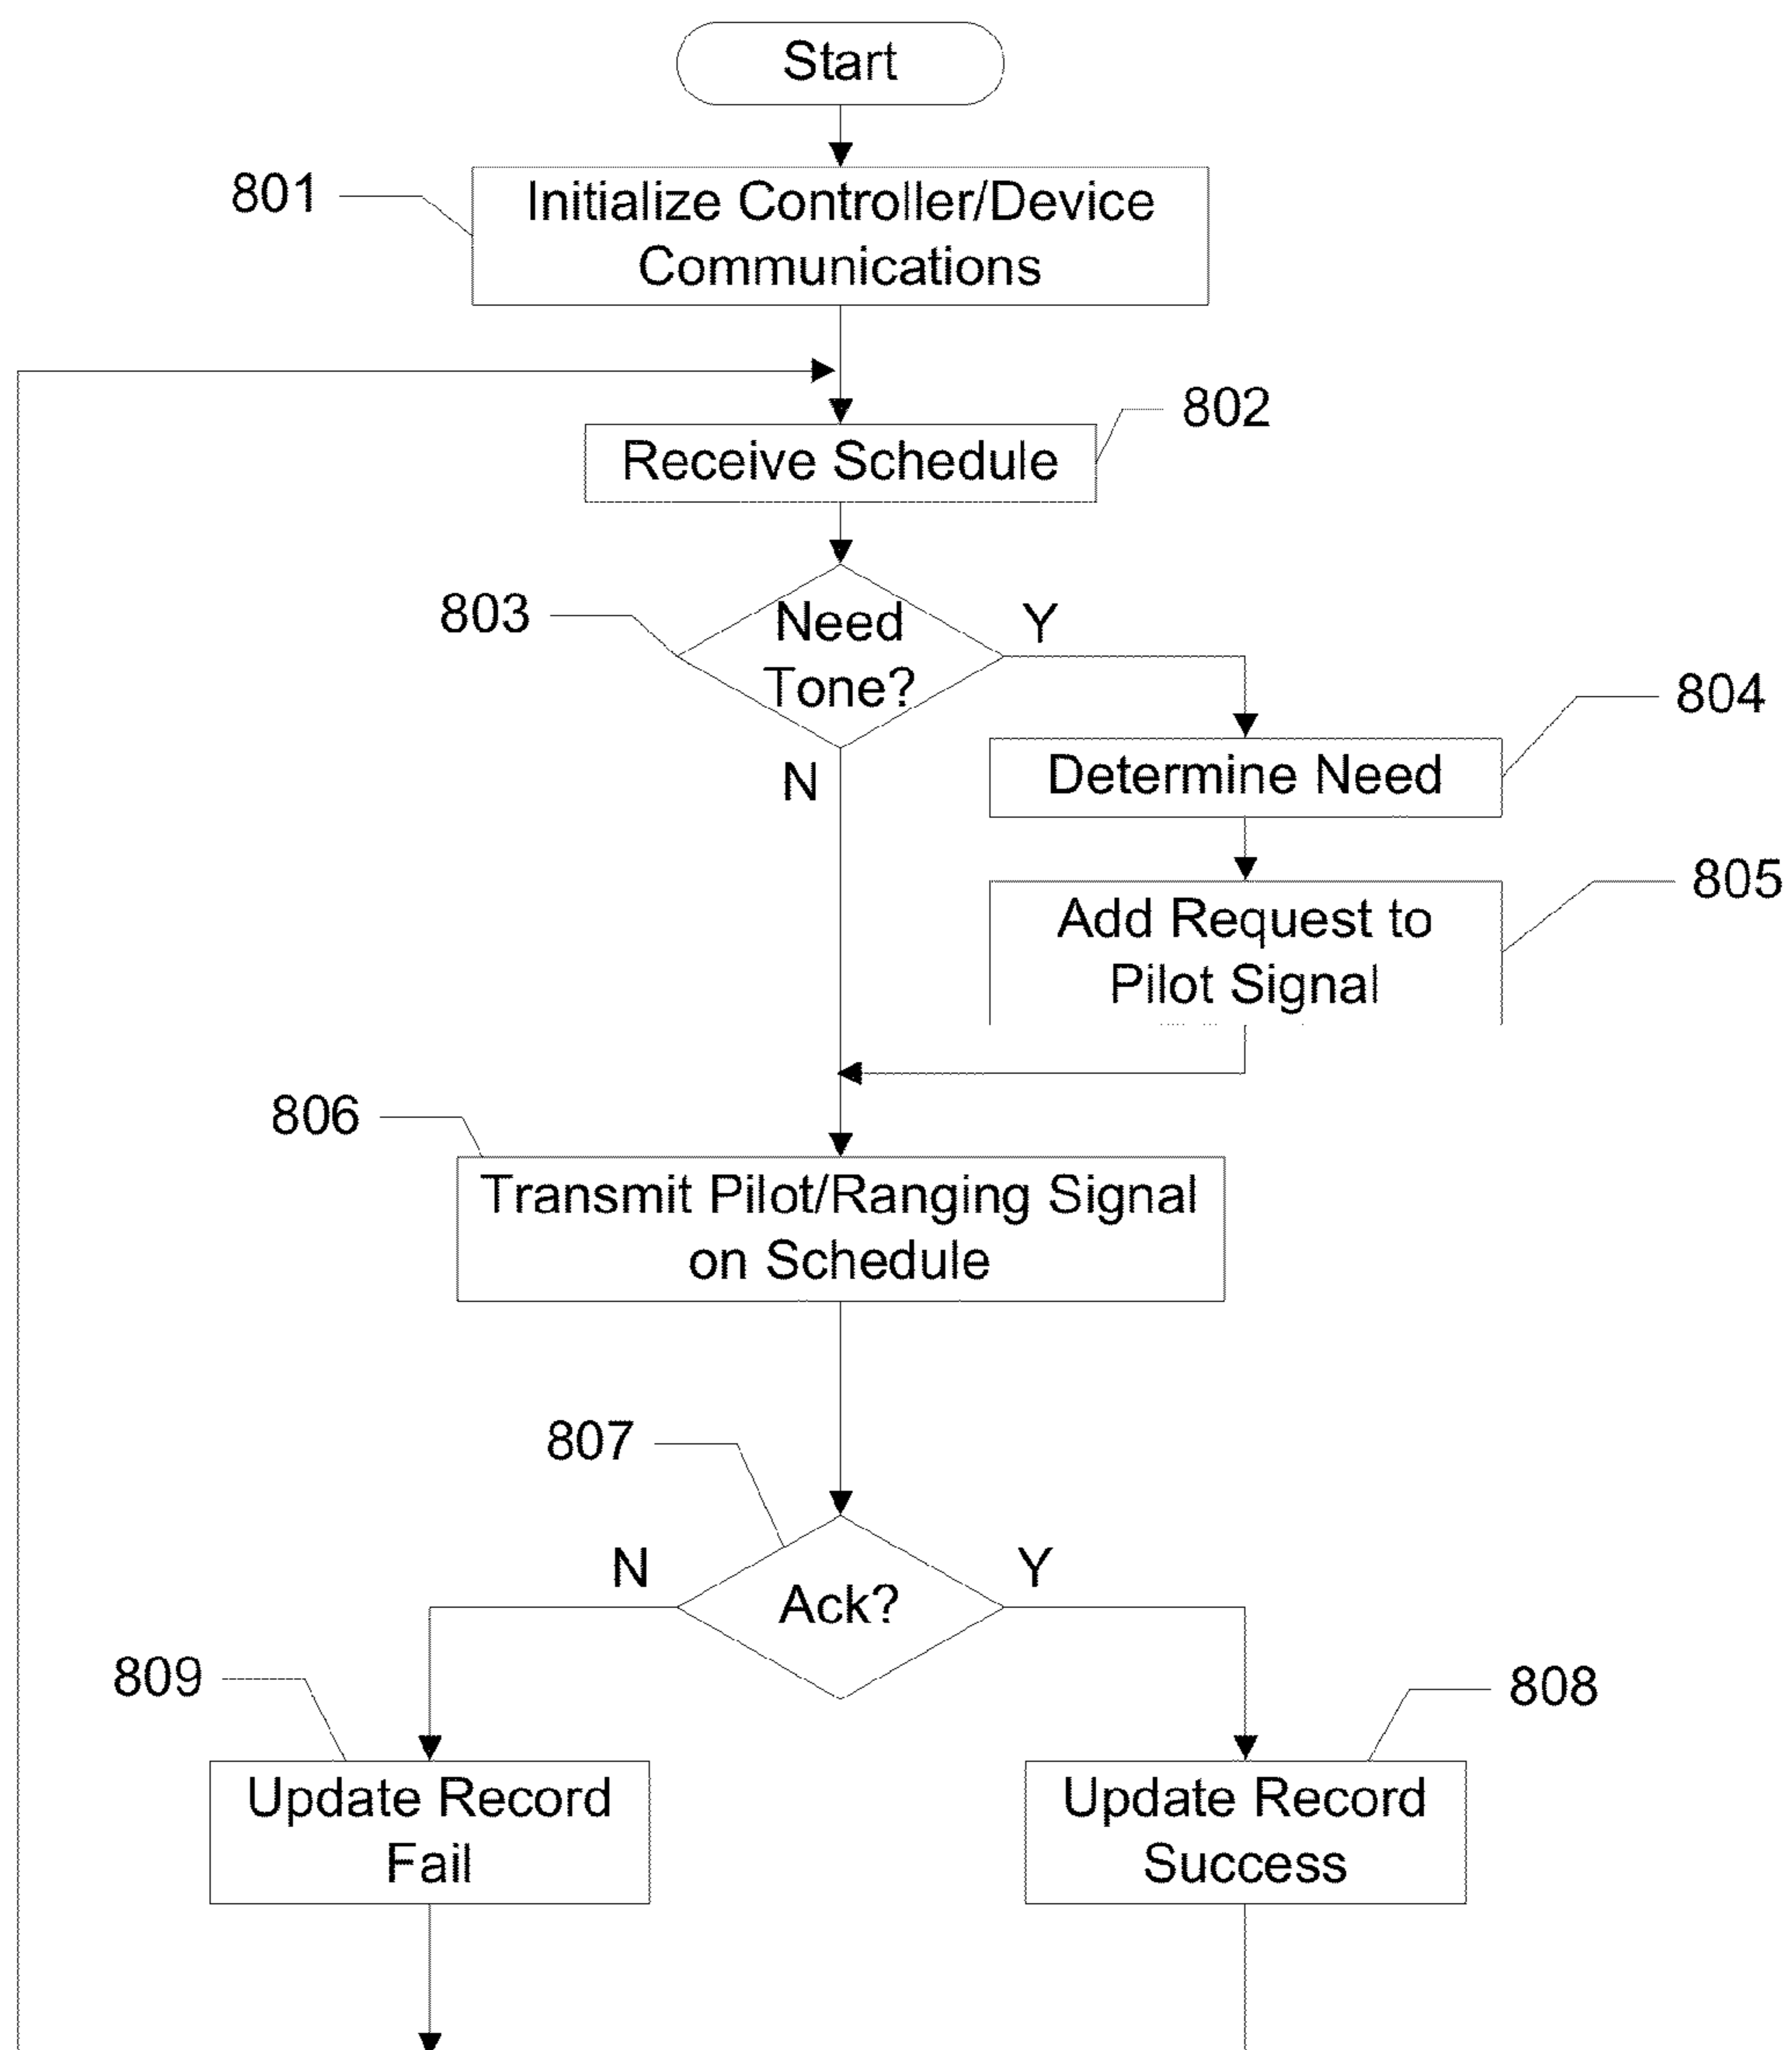 Start
801
Initialize Controller/Device
Communications
802
Receive Schedule
803
Need
Tone?
Y
N
804
Determine Need
805
Add Request to
Pilot Signal
806
Transmit Pilot/Ranging Signal
on Schedule
807
N
Ack?
Y
809
808
Update Record
Fail
Update Record
Success